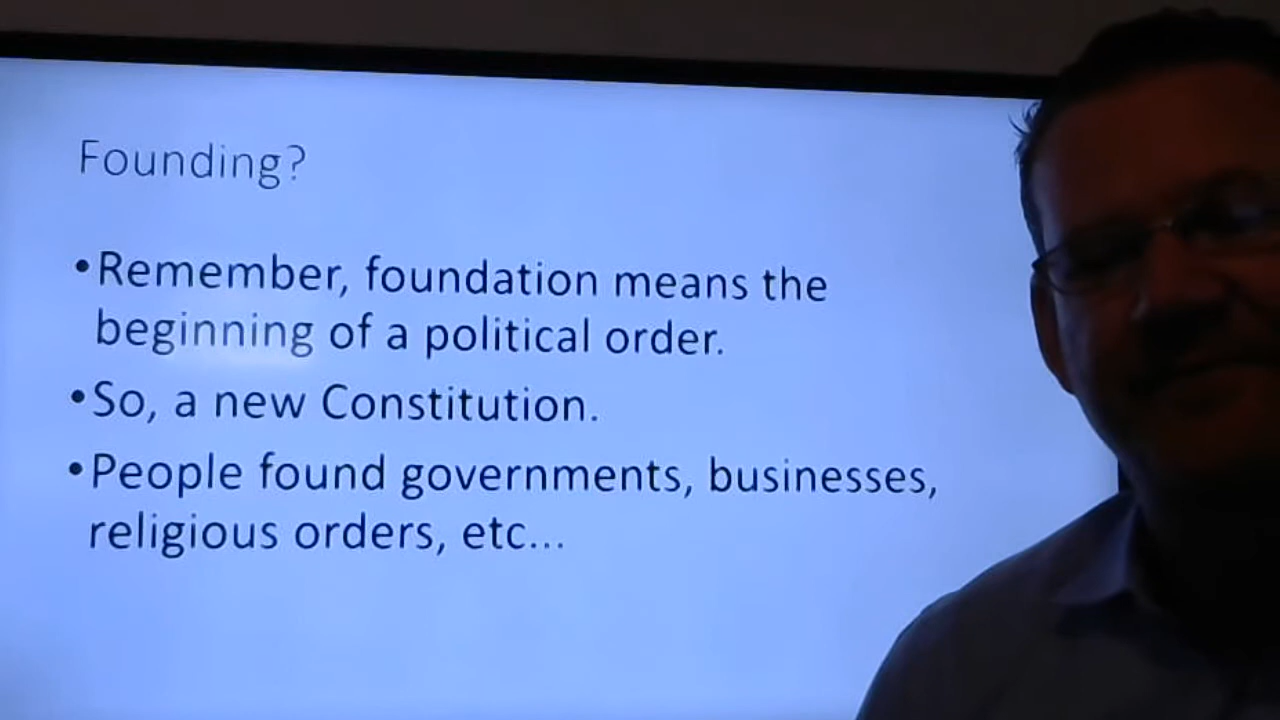 Founding?
•Remember, foundation means the
beginning of a political order.
•So, a new Constitution.
•People found governments, businesses,
religious orders, etc...